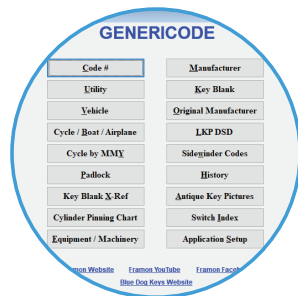 GENERICODE
Code #
Manufacturer
Utility
Key Blank
Vehicle
Original Manufacturer
Cycle / Boat / Airplane
LKP DSD
Cycle by MMY
Sidewinder Codes
Padlock
History
Key Blank X-Ref
Antique Key Pictures
Cylinder Pinning Chart
Switch Index
Equipment / Machinery
Application Setup
Website Framon YouTube Framon
Blue Dog Keys Website